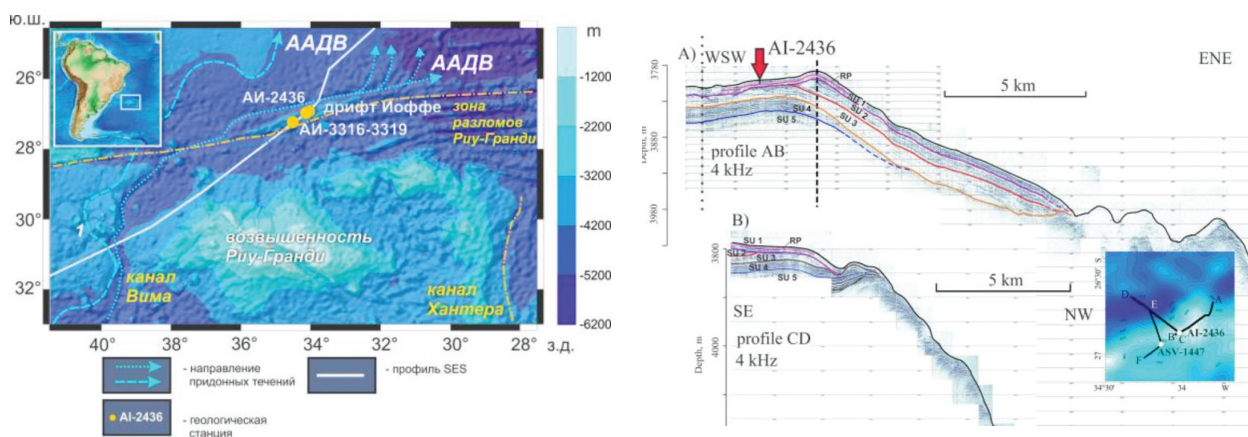 ю.ш.
26°
28°
30°
32°
40°
38°
36°
34°
32°
30°
28°
з.д.
ААДВ
ААДВ
АИ-2436
дрифт Иоффе
АИ-3316-3319
зона
разломов
Риу-Гранди
возвышенность
Риу-Гранди
1
канал
Вима
канал
Хантера
m
-1200
-2200
-3200
-4200
-5200
-6200
- направление
придонных течений
- профиль SES
АI-2436
- геологическая
станция
A)
WSW
AI-2436
ENE
3780
3880
3980
Depth, m
RP
SU 1
SU 2
SU 3
SU 4
SU 5
5 km
profile AB
4 kHz
B)
3800
4000
Depth, m
SU 1
RP
SU 2
SU 3
SU 4
SU 5
5 km
SE
NW
profile CD
4 kHz
S
26°30'
27
D
E
A
B
C
AI-2436
ASV-1447
F
34°30'
34
W